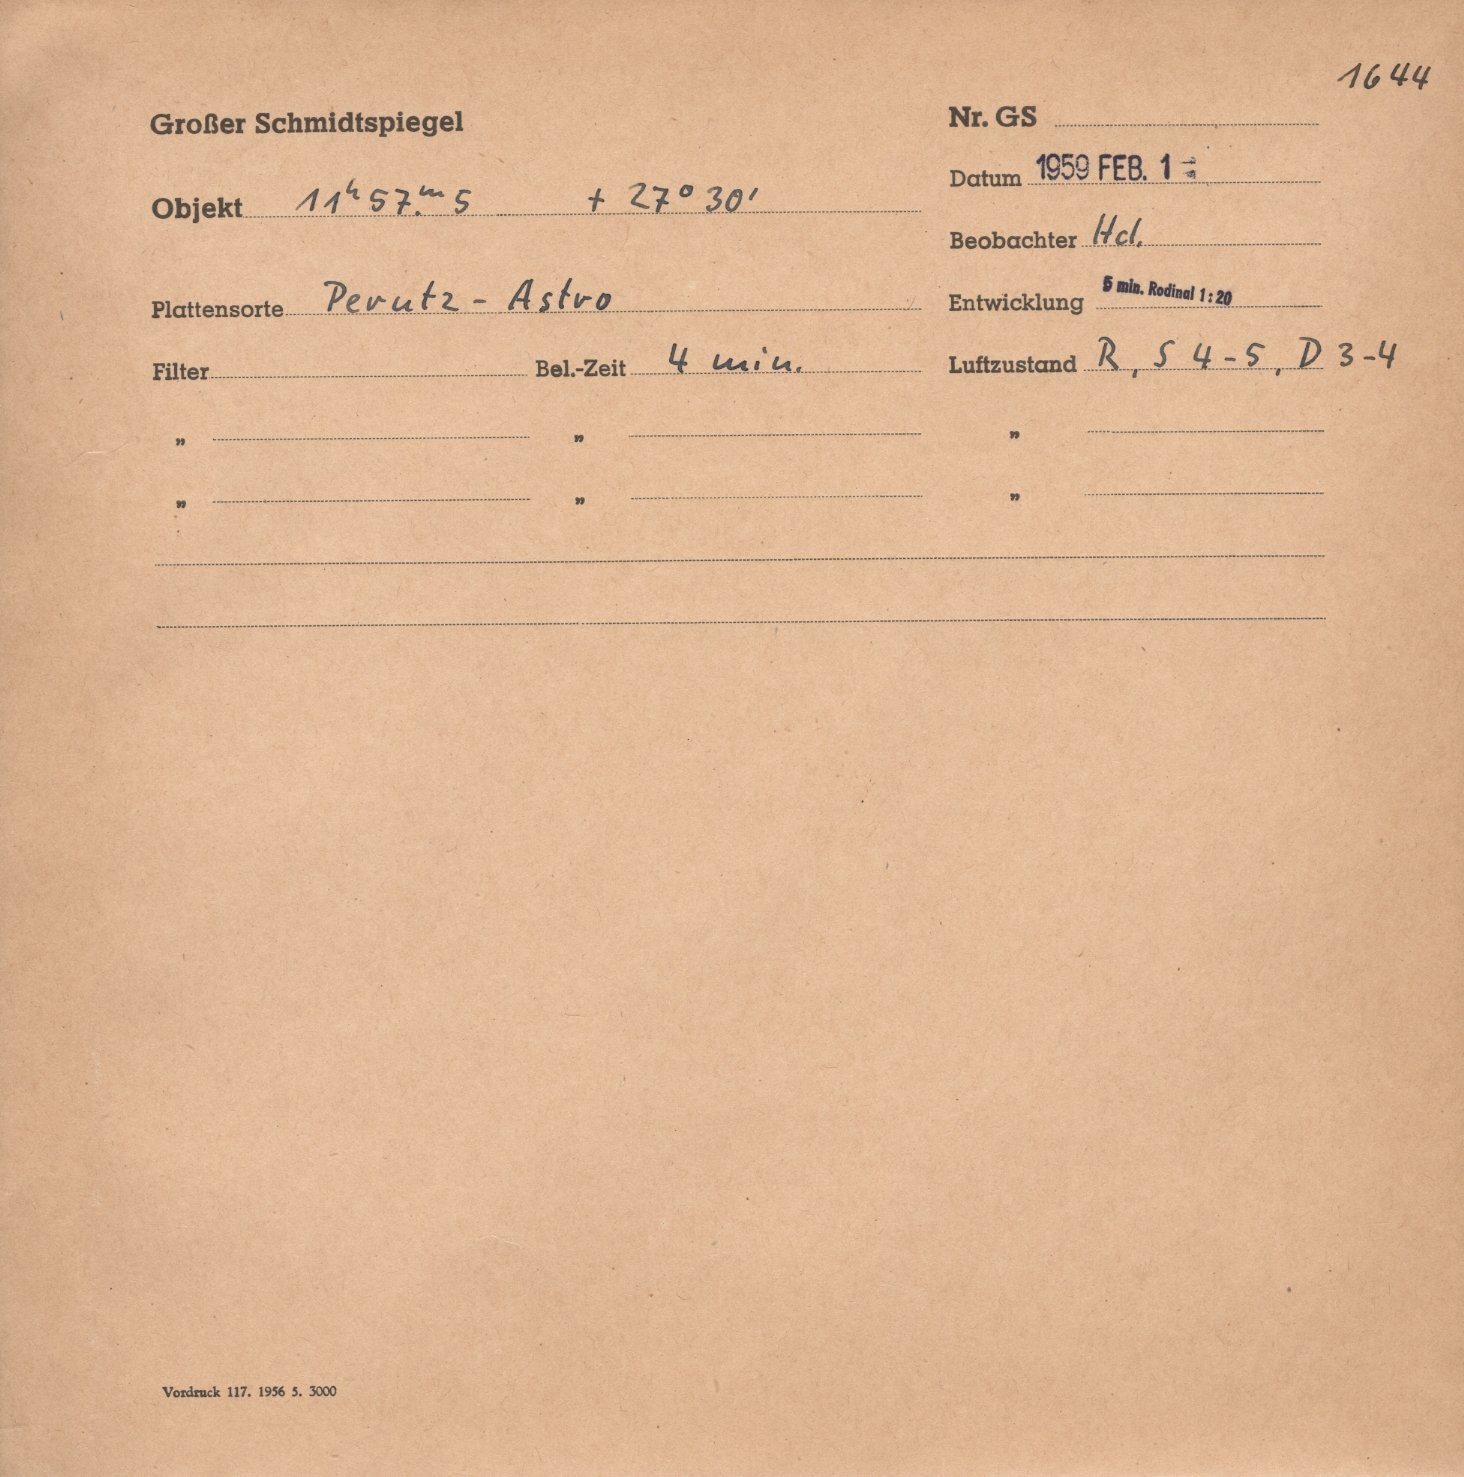 1644
Großer Schmidtspiegel
Nr. GS
Datum 1959 FEB. 1
Objekt 11ʰ 57.ᵐ 5 + 27° 30'
Beobachter Hd.
Plattensorte Perutz - Astro
Entwicklung 5 min. Rodinal 1:20
Filter Bel.-Zeit 4 min. Luftzustand R, S 4-5, D 3-4
„ „ „
„ „ „
Vordruck 117. 1956 5. 3000